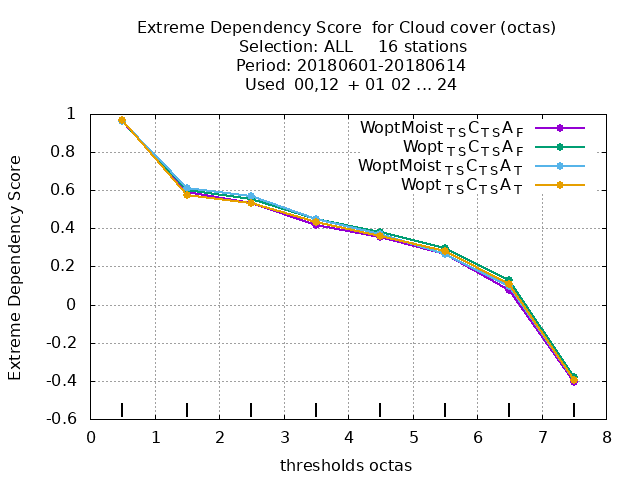 Extreme Dependency Score  for Cloud cover (octas)
Selection: ALL     16 stations
Period: 20180601-20180614
Used  00,12  + 01 02 ... 24
WoptMoist TS C TS A F
Wopt TS C TS A F
WoptMoist TS C TS A T
Wopt TS C TS A T
Extreme Dependency Score
1
0.8
0.6
0.4
0.2
0
-0.2
-0.4
-0.6
0 1 2 3 4 5 6 7 8
thresholds octas